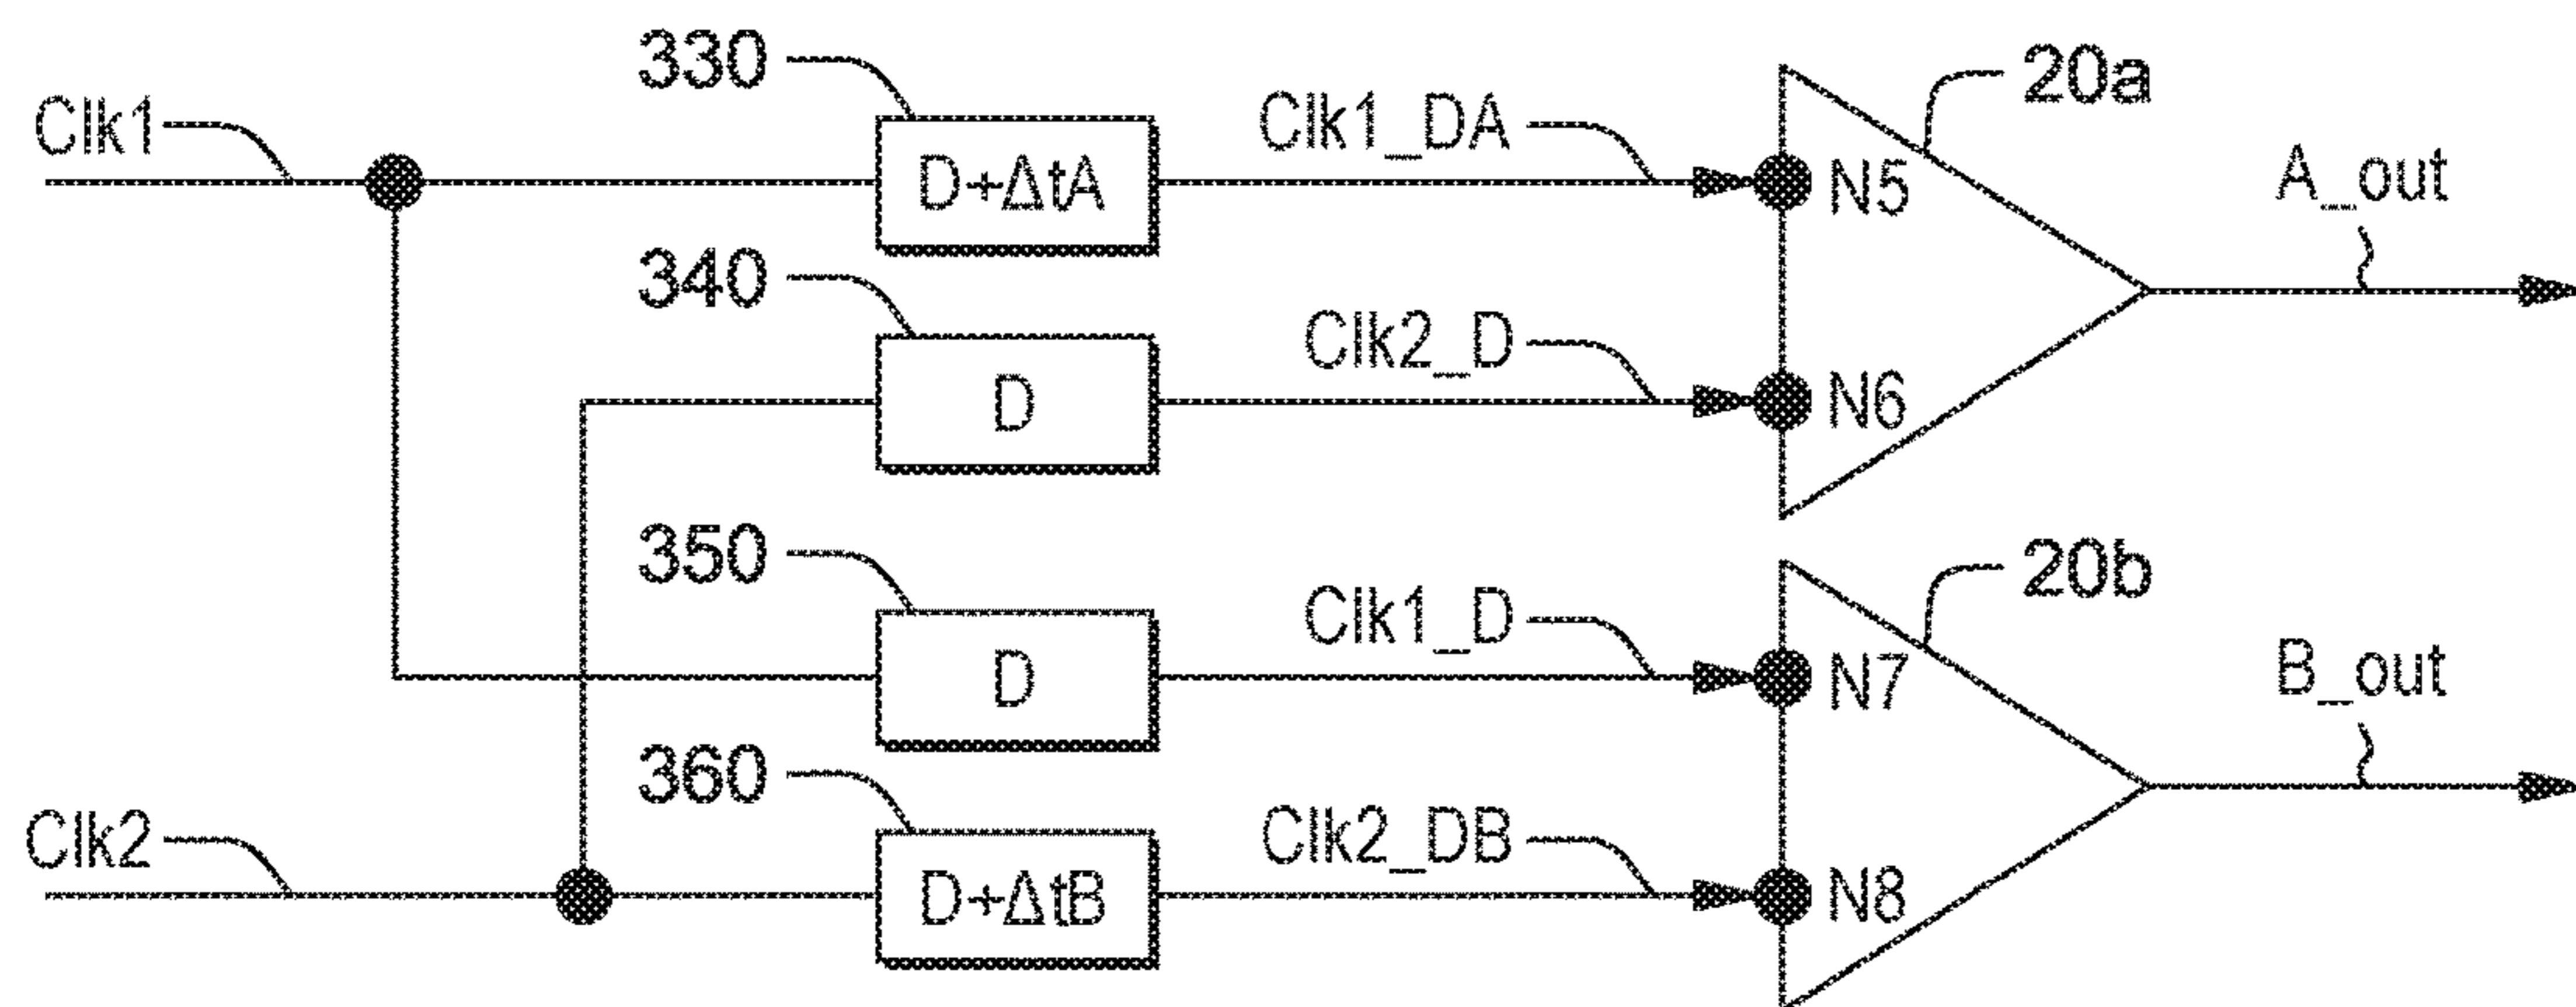 330
Clk1
D+ΔtA
Clk1_DA
N5
20a
A_out
340
D
Clk2_D
N6
350
D
Clk1_D
N7
20b
B_out
360
Clk2
D+ΔtB
Clk2_DB
N8